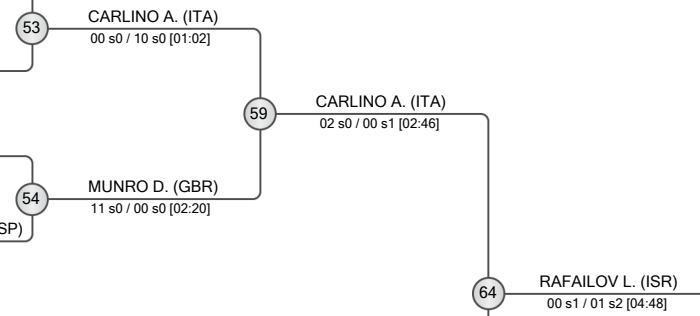 53
CARLINO A. (ITA)
00 s0 / 10 s0 [01:02]
59
CARLINO A. (ITA)
02 s0 / 00 s1 [02:46]
54
MUNRO D. (GBR)
11 s0 / 00 s0 [02:20]
SP)
64
RAFAILOV L. (ISR)
00 s1 / 01 s2 [04:48]